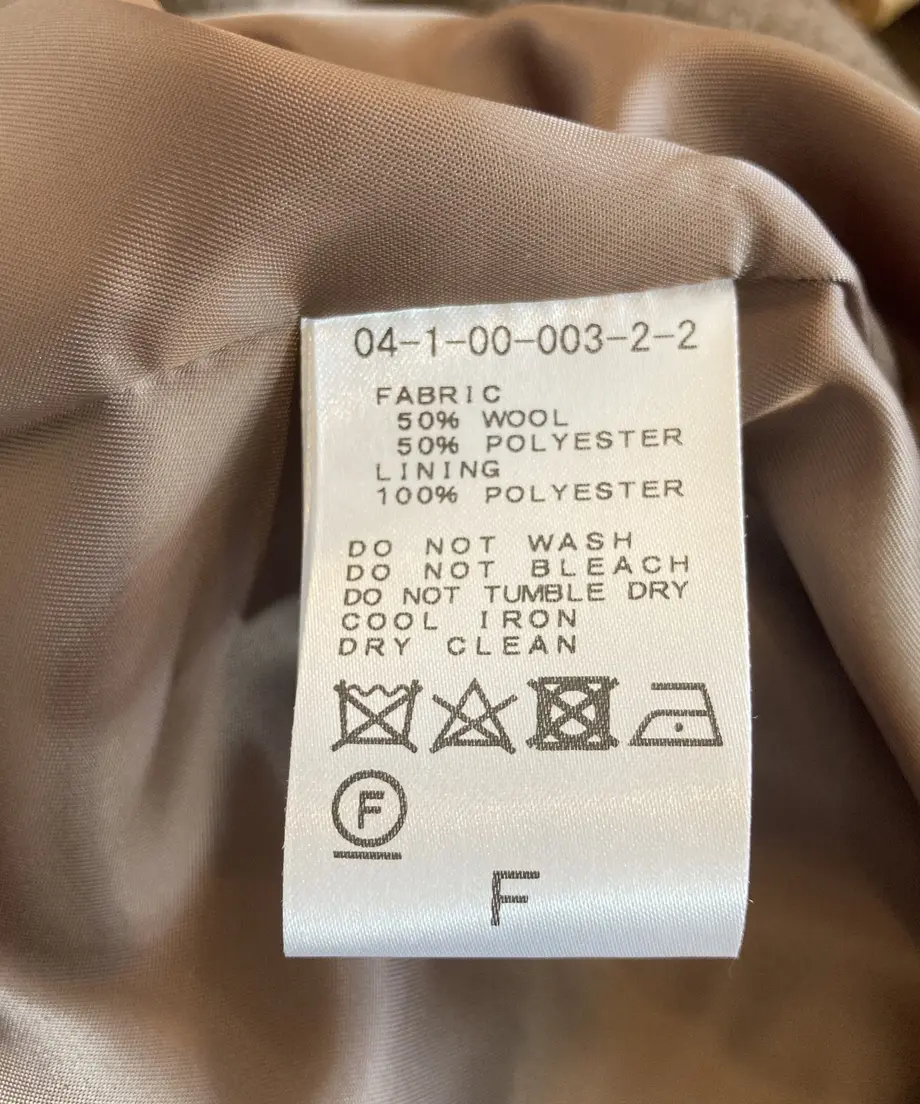 04-1-00-003-2-2
FABRIC
50% WOOL
50% POLYESTER
LINING
100% POLYESTER
DO NOT WASH
DO NOT BLEACH
DO NOT TUMBLE DRY
COOL IRON
DRY CLEAN
F
F